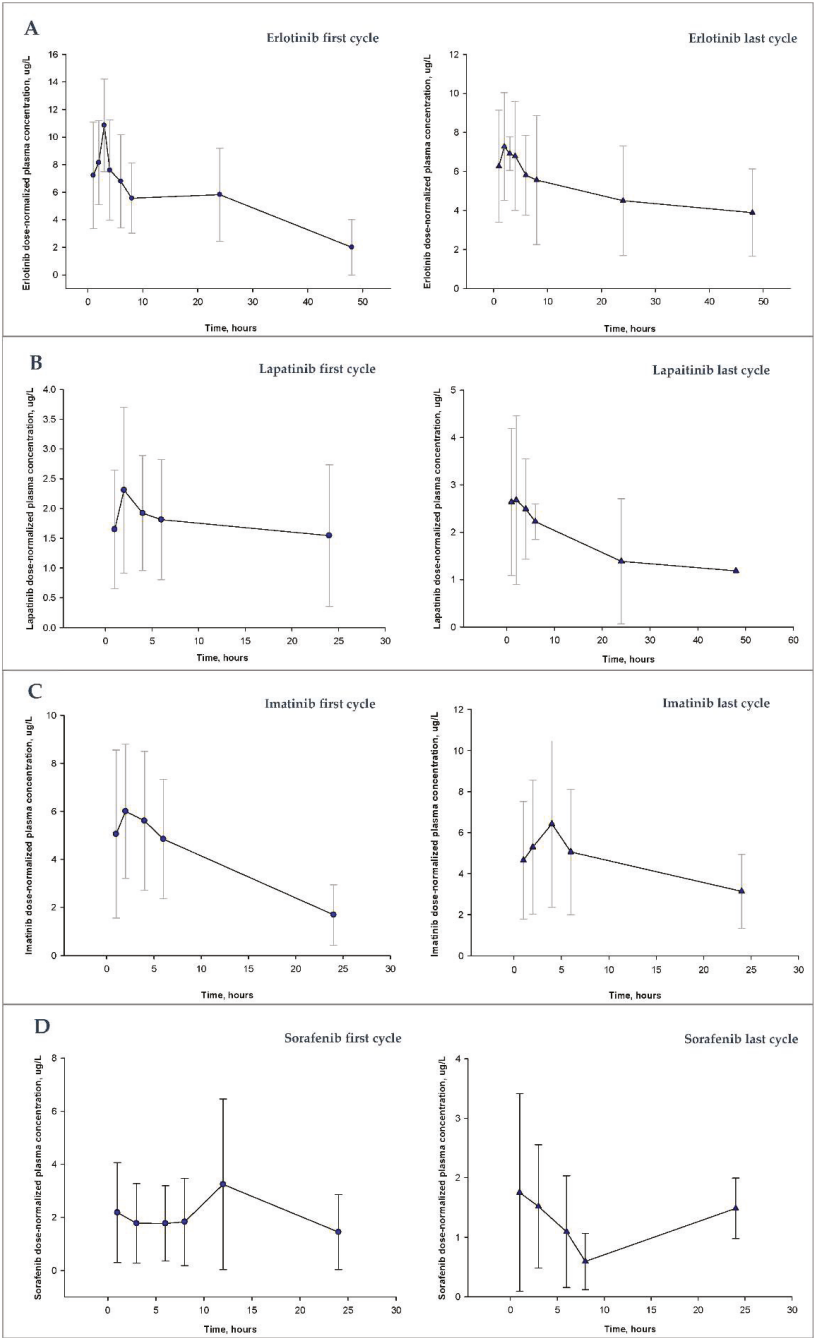 A
Erlotinib first cycle
Erlotinib dose-normalized plasma concentration, ug/L
16
14
12
10
8
6
4
2
0
0 10 20 30 40 50
Time, hours
Erlotinib last cycle
Erlotinib dose-normalized plasma concentration, ug/L
12
10
8
6
4
2
0
0 10 20 30 40 50
Time, hours
B
Lapatinib first cycle
Lapatinib dose-normalized plasma concentration, ug/L
4.0
3.5
3.0
2.5
2.0
1.5
1.0
0.5
0.0
0 5 10 15 20 25 30
Time, hours
Lapaitinib last cycle
Lapatinib dose-normalized plasma concentration, ug/L
5
4
3
2
1
0
0 10 20 30 40 50 60
Time, hours
C
Imatinib first cycle
Imatinib dose-normalized plasma concentration, ug/L
10
8
6
4
2
0
0 5 10 15 20 25 30
Time, hours
Imatinib last cycle
Imatinib dose-normalized plasma concentration, ug/L
12
10
8
6
4
2
0
0 5 10 15 20 25 30
Time, hours
D
Sorafenib first cycle
Sorafenib dose-normalized plasma concentration, ug/L
8
6
4
2
0
0 5 10 15 20 25 30
Time, hours
Sorafenib last cycle
Sorafenib dose-normalized plasma concentration, ug/L
4
3
2
1
0
0 5 10 15 20 25 30
Time, hours